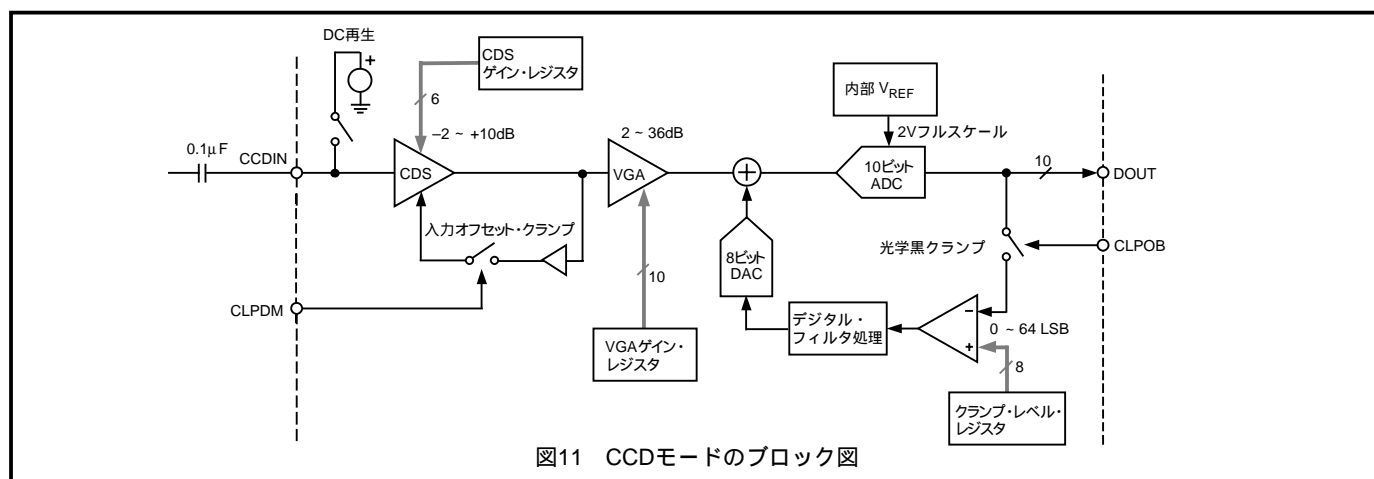 DC再生
+
CDS
ゲイン・レジスタ
6
–2 ~ +10dB
0.1μF
CCDIN
CDS
入力オフセット・クランプ
CLPDM
2 ~ 36dB
VGA
10
VGAゲイン・
レジスタ
+
8ビット
DAC
内部 VREF
2Vフルスケール
10ビット
ADC
10
DOUT
光学黒クランプ
CLPOB
デジタル・
フィルタ処理
–
0 ~ 64 LSB
+
8
クランプ・レベル・
レジスタ
図11 CCDモードのブロック図